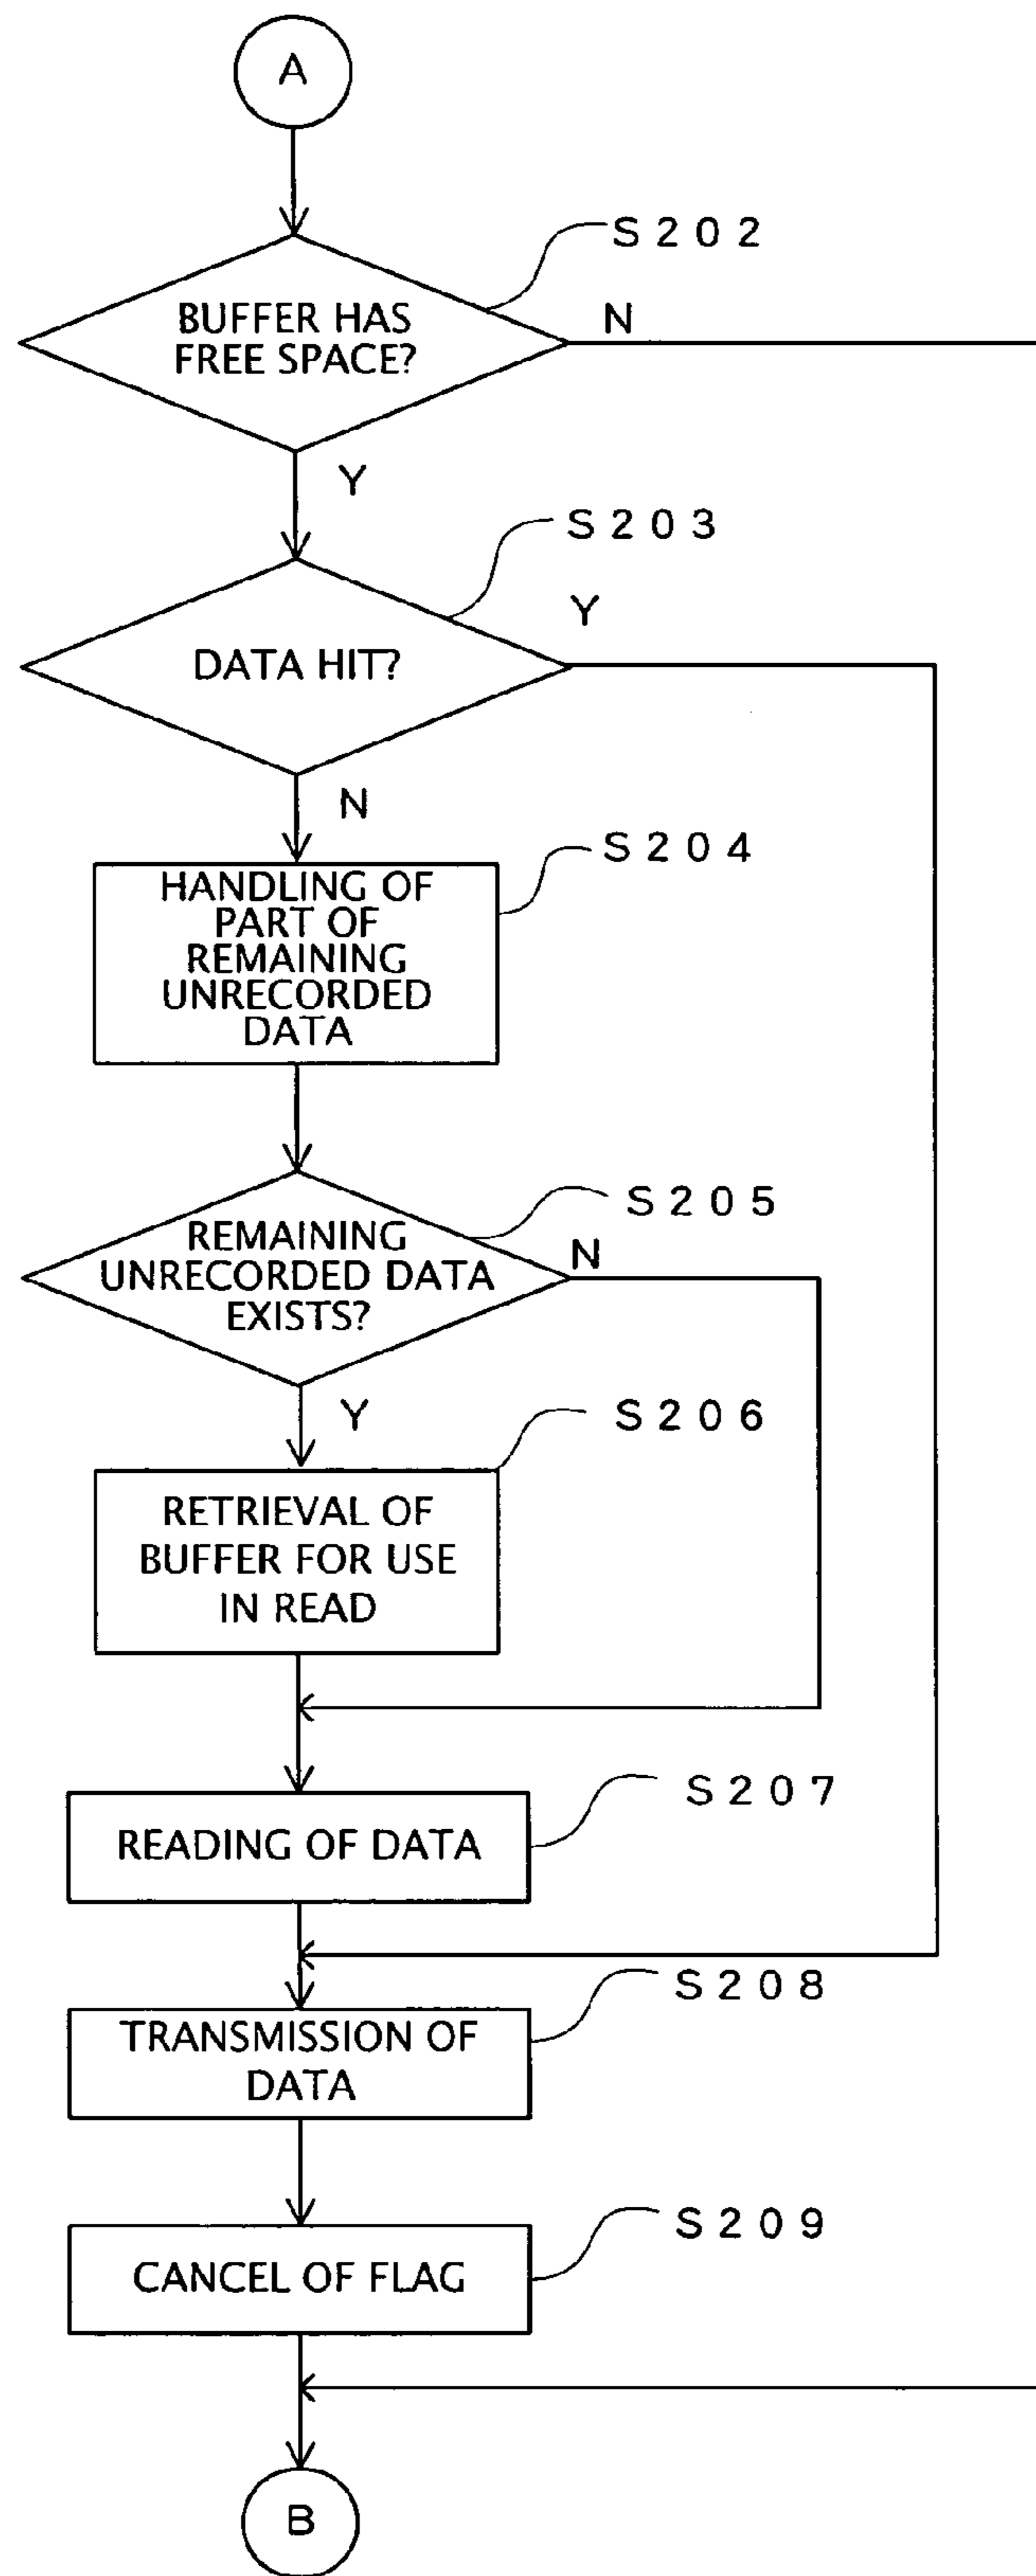 A
S202
BUFFER HAS
FREE SPACE?
N
Y
S203
Y
DATA HIT?
N
S204
HANDLING OF
PART OF
REMAINING
UNRECORDED
DATA
S205
REMAINING
UNRECORDED DATA
EXISTS?
N
Y
S206
RETRIEVAL OF
BUFFER FOR USE
IN READ
S207
READING OF DATA
S208
TRANSMISSION OF
DATA
S209
CANCEL OF FLAG
B